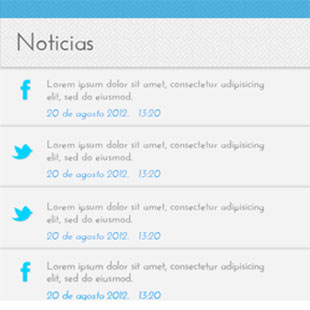 Noticias
Lorem ipsum dolor sit amet, consectetur adipisicing
elit, sed do eiusmod.
20 de agosto 2012. 13:20
Lorem ipsum dolor sit amet, consectetur adipisicing
elit, sed do eiusmod.
20 de agosto 2012. 13:20
Lorem ipsum dolor sit amet, consectetur adipisicing
elit, sed do eiusmod.
20 de agosto 2012. 13:20
Lorem ipsum dolor sit amet, consectetur adipisicing
elit, sed do eiusmod.
20 de agosto 2012. 13:20